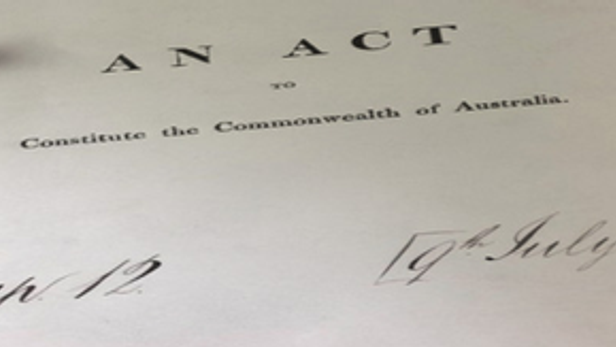 AN ACT
TO
Constitute the Commonwealth of Australia.
12. [9th July